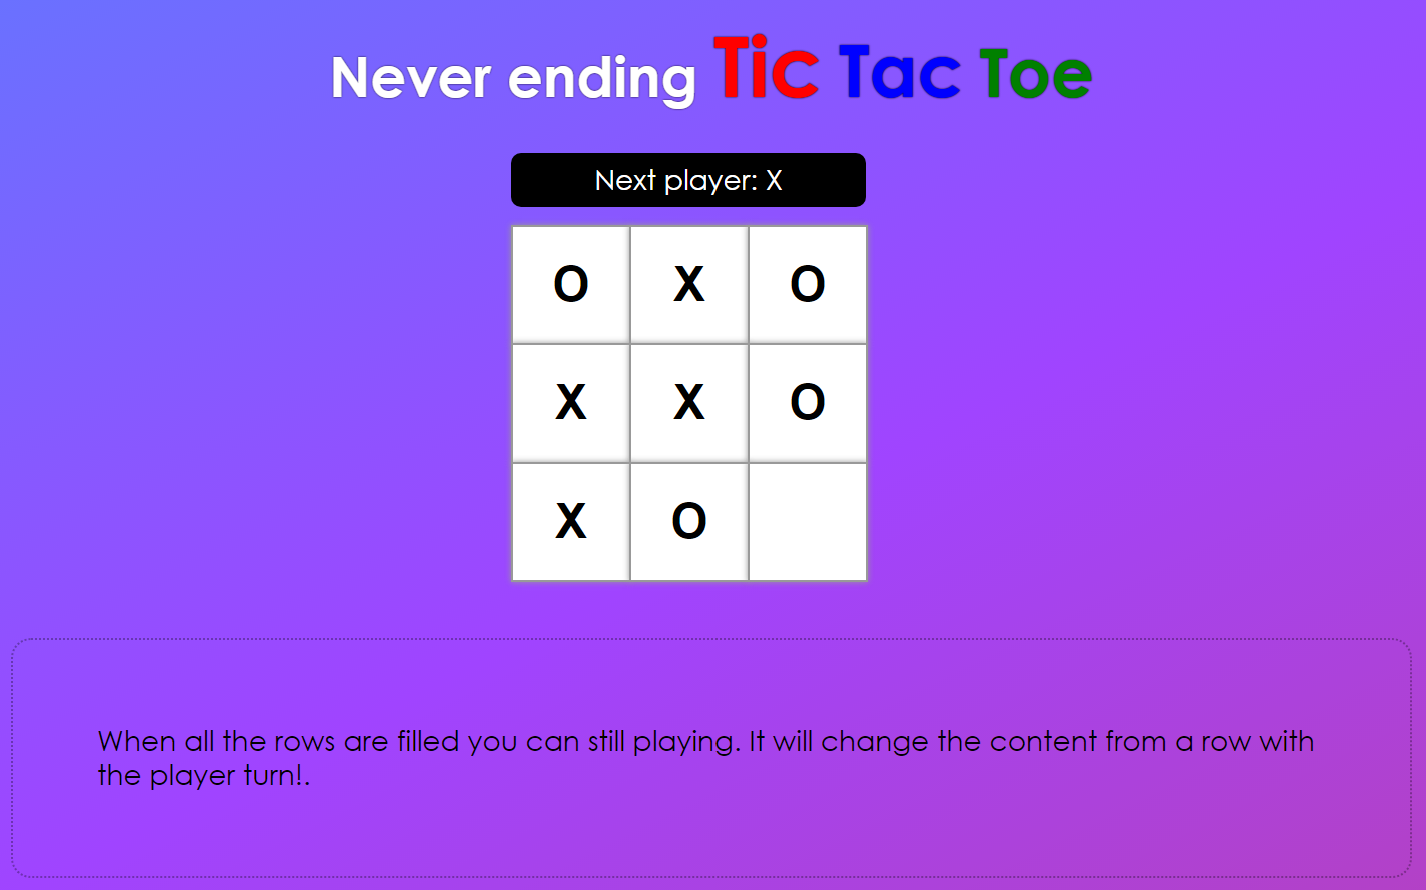 Never ending Tic Tac Toe
Next player: X
O X O
X X O
X O
When all the rows are filled you can still playing. It will change the content from a row with
the player turn!.